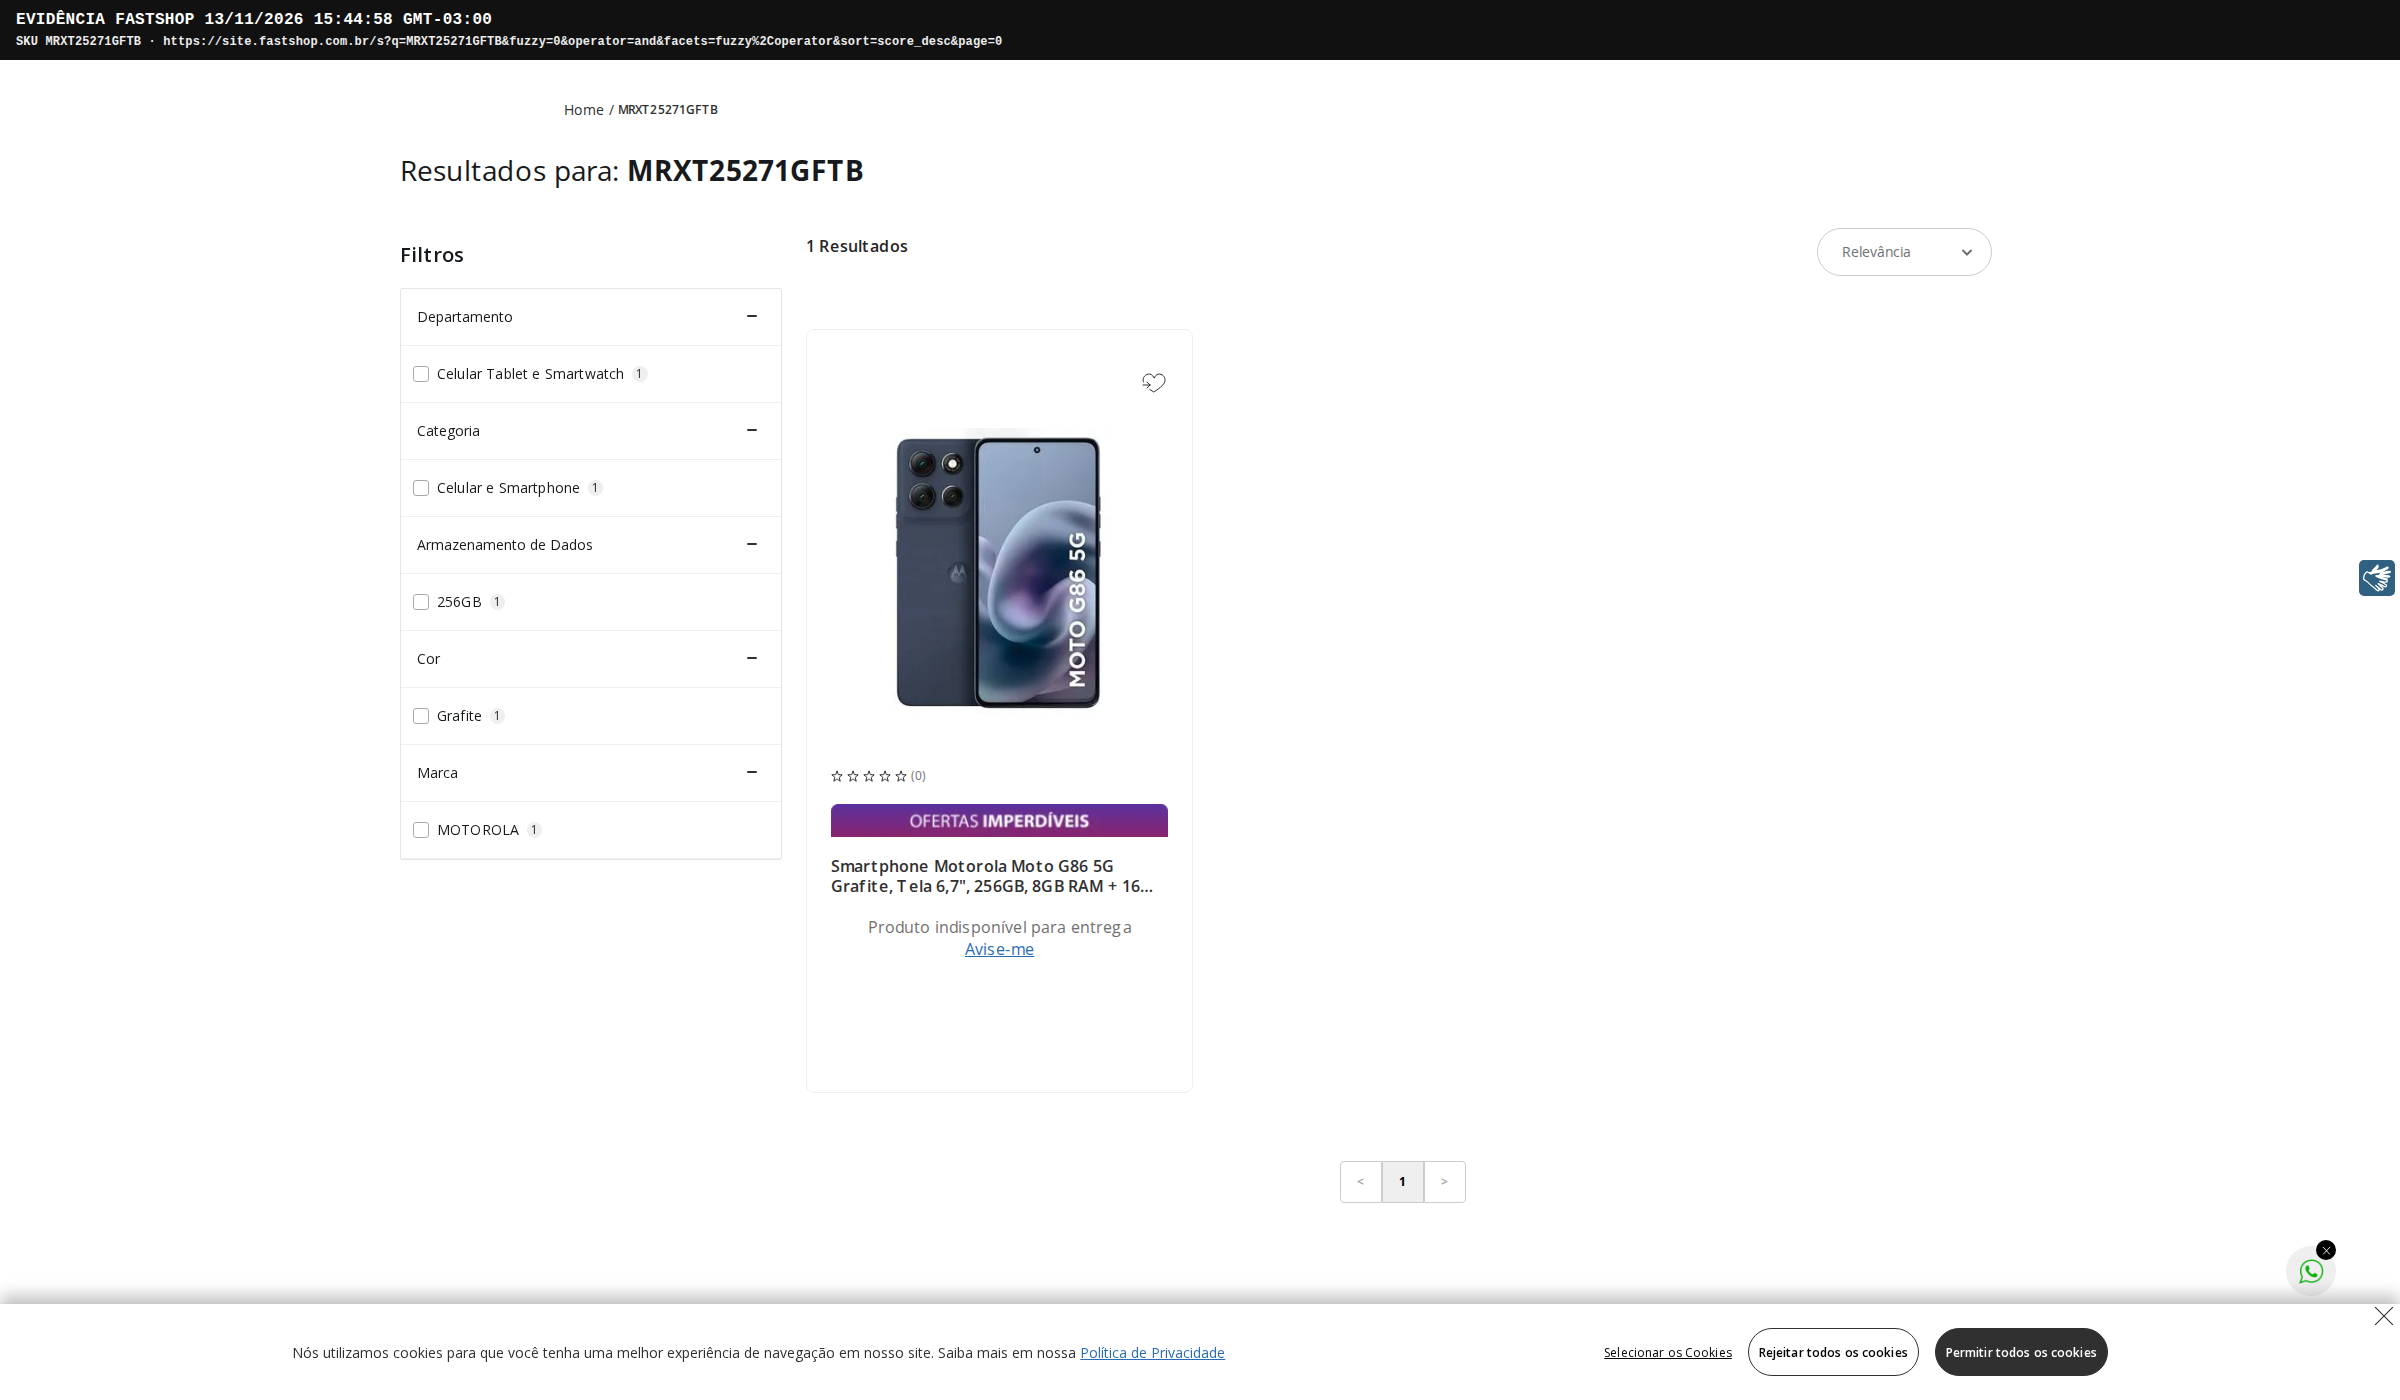 EVIDÊNCIA FASTSHOP 13/11/2026 15:44:58 GMT-03:00
SKU MRXT25271GFTB · https://site.fastshop.com.br/s?q=MRXT25271GFTB&fuzzy=0&operator=and&facets=fuzzy%2Coperator&sort=score_desc&page=0
Home / MRXT25271GFTB
Resultados para: MRXT25271GFTB
Filtros
1 Resultados
Relevância
Departamento
Celular Tablet e Smartwatch 1
Categoria
Celular e Smartphone 1
Armazenamento de Dados
256GB 1
Cor
Grafite 1
Marca
MOTOROLA 1
MOTO G86 5G
(0)
OFERTAS IMPERDÍVEIS
Smartphone Motorola Moto G86 5G
Grafite, Tela 6,7", 256GB, 8GB RAM + 16...
Produto indisponível para entrega
Avise-me
< 1 >
Nós utilizamos cookies para que você tenha uma melhor experiência de navegação em nosso site. Saiba mais em nossa Política de Privacidade
Selecionar os Cookies
Rejeitar todos os cookies
Permitir todos os cookies